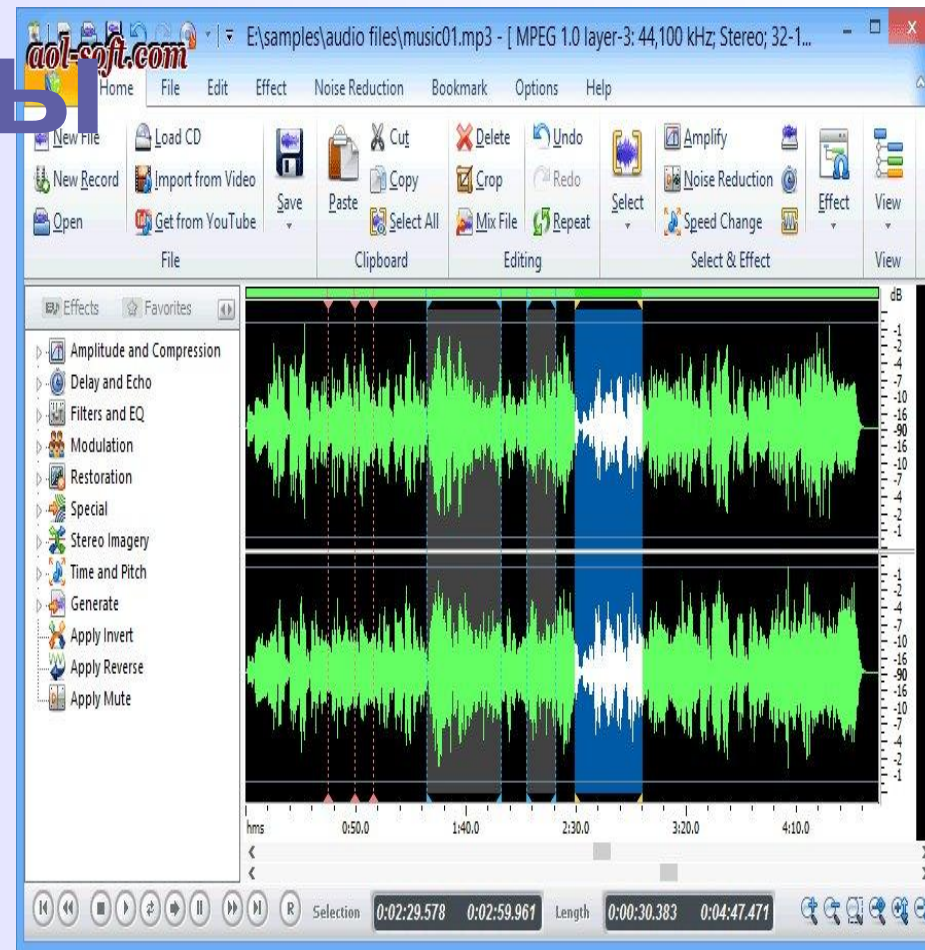 E:\samples\audio files\music01.mp3 - [ MPEG 1.0 layer-3: 44,100 kHz; Stereo; 32-1...
aol-soft.com
ы
Home File Edit Effect Noise Reduction Bookmark Options Help
New File Load CD Cut Delete Undo Amplify
New Record Import from Video Save Paste Copy Crop Redo Select Noise Reduction Effect View
Open Get from YouTube Select All Mix File Repeat Speed Change
File Clipboard Editing Select & Effect View
Effects Favorites dB
Amplitude and Compression
Delay and Echo
Filters and EQ
Modulation
Restoration
Special
Stereo Imagery
Time and Pitch
Generate
Apply Invert
Apply Reverse
Apply Mute
-1
-2
-4
-7
-10
-16
-90
-16
-10
-7
-4
-2
-1
-1
-2
-4
-7
-10
-16
-90
-16
-10
-7
-4
-2
-1
hms 0:50.0 1:40.0 2:30.0 3:20.0 4:10.0
R Selection 0:02:29.578 0:02:59.961 Length 0:00:30.383 0:04:47.471